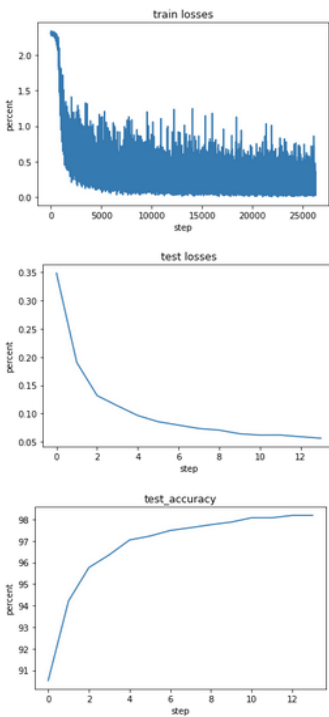 train losses
percent
2.0
1.5
1.0
0.5
0.0
0 5000 10000 15000 20000 25000
step
test losses
percent
0.35
0.30
0.25
0.20
0.15
0.10
0.05
0 2 4 6 8 10 12
step
test_accuracy
percent
98
97
96
95
94
93
92
91
0 2 4 6 8 10 12
step